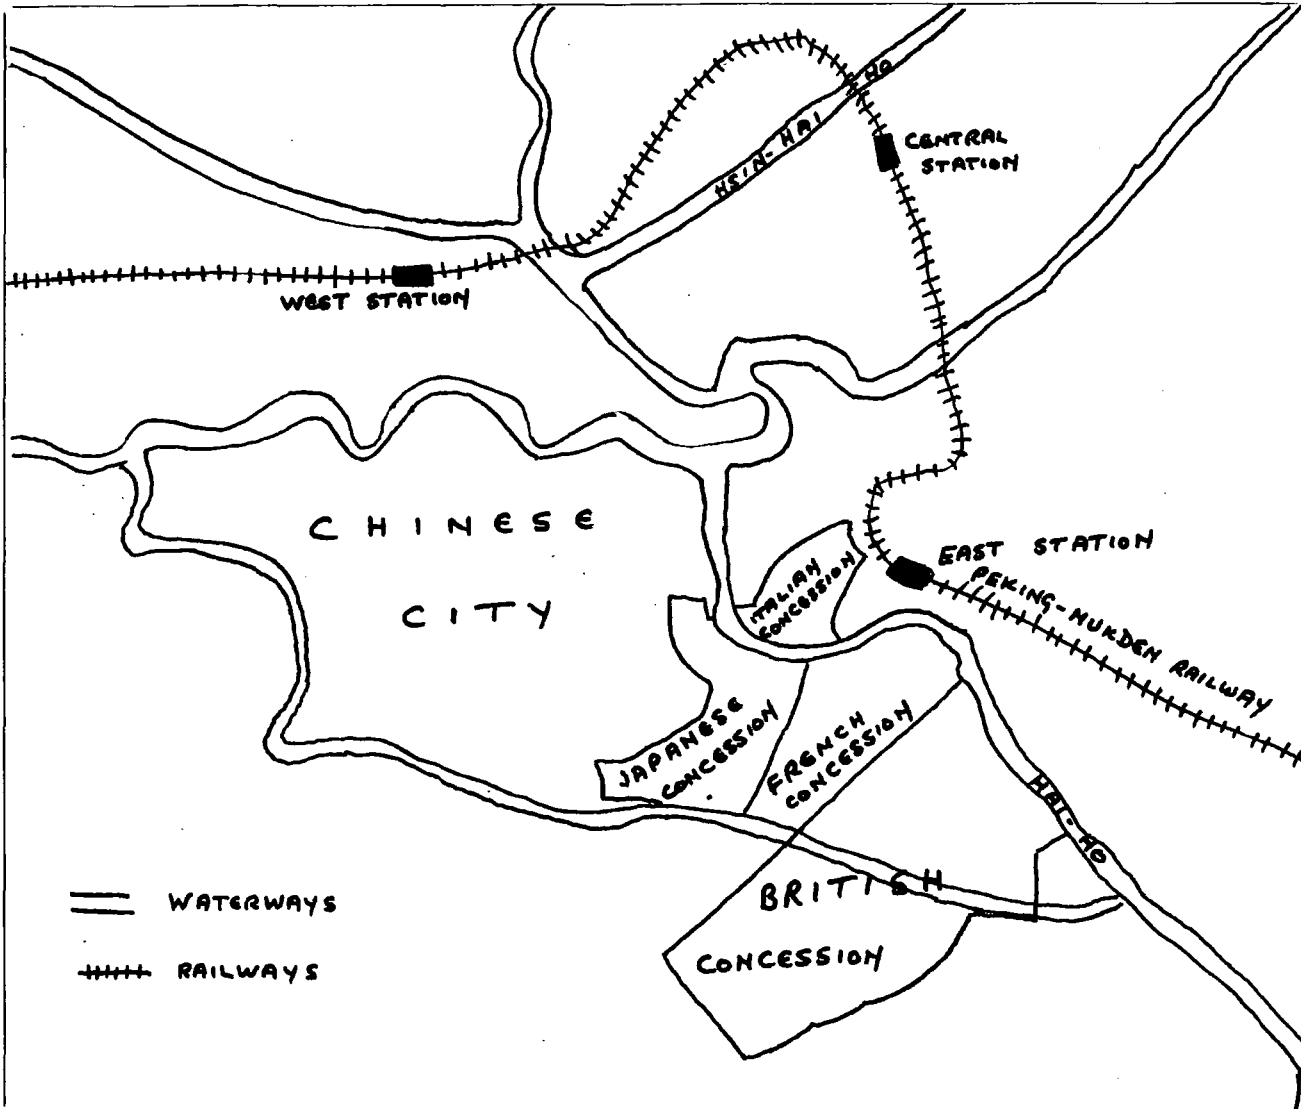 HSIN-HAI HO
CENTRAL
STATION
WEST STATION
CHINESE
CITY
EAST STATION
PEKING-MUKDEN RAILWAY
ITALIAN
CONCESSION
JAPANESE
CONCESSION
FRENCH
CONCESSION
HAI-HO
BRITISH
CONCESSION
WATERWAYS
RAILWAYS